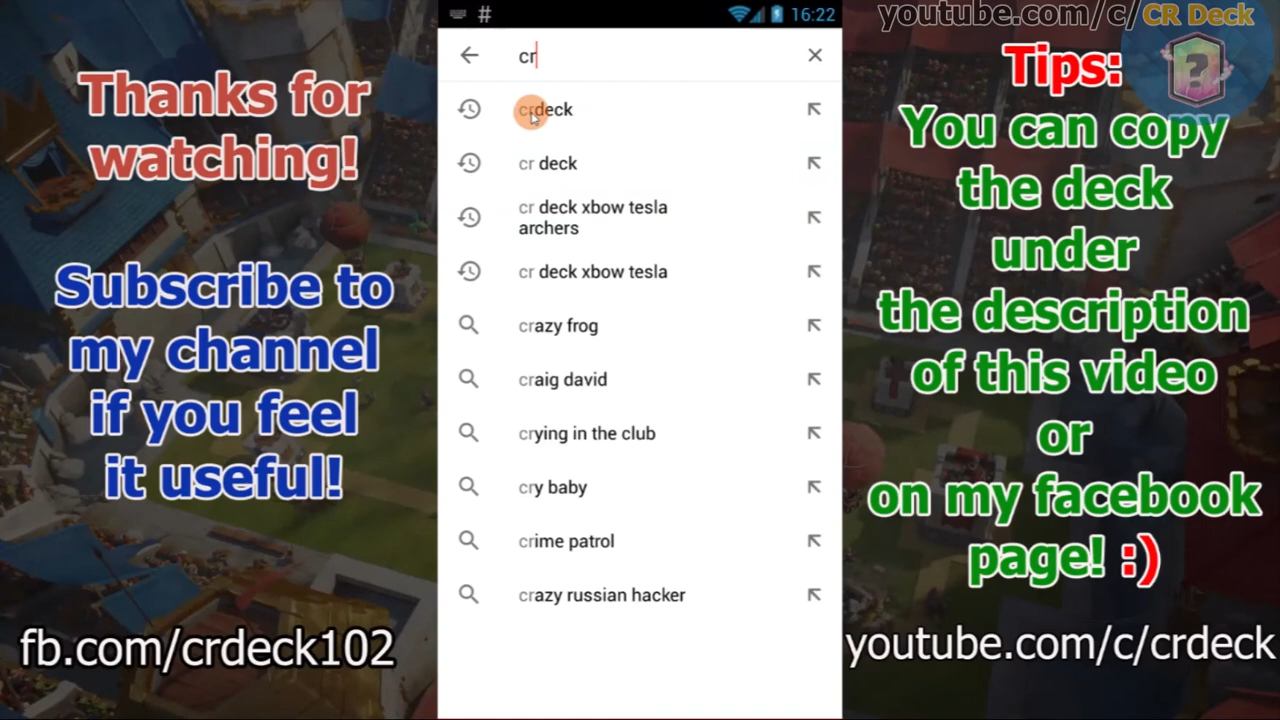 youtube.com/c/CR Deck
Thanks for
watching!
Subscribe to
my channel
if you feel
it useful!
fb.com/crdeck102
# 16:22
cr
crdeck
cr deck
cr deck xbow tesla
archers
cr deck xbow tesla
crazy frog
craig david
crying in the club
cry baby
crime patrol
crazy russian hacker
Tips:
You can copy
the deck
under
the description
of this video
or
on my facebook
page! :)
youtube.com/c/crdeck